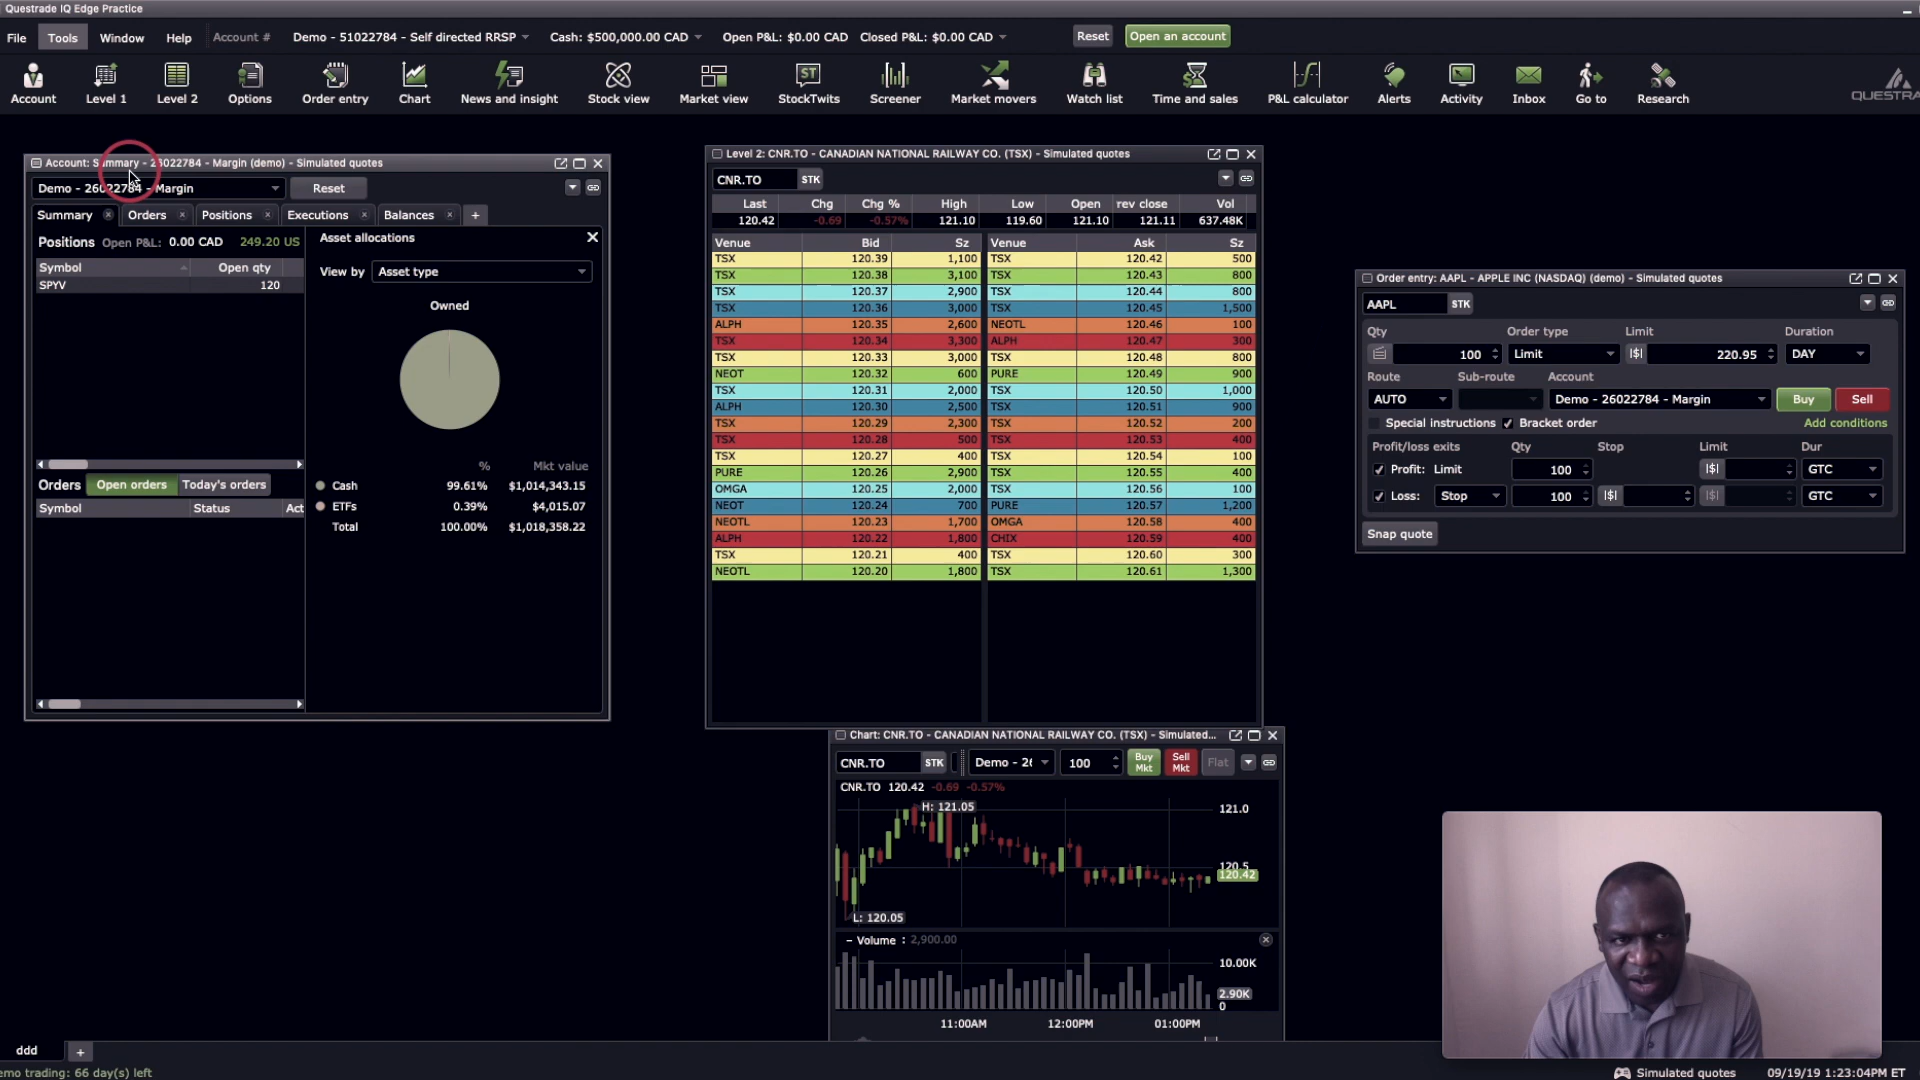 Questrade IQ Edge Practice
File Tools Window Help Account # Demo - 51022784 - Self directed RRSP Cash: $500,000.00 CAD Open P&L: $0.00 CAD Closed P&L: $0.00 CAD Reset Open an account
Account Level 1 Level 2 Options Order entry Chart News and insight Stock view Market view StockTwits Screener Market movers Watch list Time and sales P&L calculator Alerts Activity Inbox Go to Research
QUESTRA
Account: Summary - 26022784 - Margin (demo) - Simulated quotes
Demo - 26022784 - Margin Reset
Summary Orders Positions Executions Balances +
Positions Open P&L: 0.00 CAD 249.20 US
Symbol Open qty
SPYV 120
Asset allocations
View by Asset type
Owned
% Mkt value
Cash 99.61% $1,014,343.15
ETFs 0.39% $4,015.07
Total 100.00% $1,018,358.22
Orders Open orders Today's orders
Symbol Status Act
Level 2: CNR.TO - CANADIAN NATIONAL RAILWAY CO. (TSX) - Simulated quotes
CNR.TO STK
Last Chg Chg % High Low Open rev close Vol
120.42 -0.69 -0.57% 121.10 119.60 121.10 121.11 637.48K
Venue Bid Sz Venue Ask Sz
TSX 120.39 1,100 TSX 120.42 500
TSX 120.38 3,100 TSX 120.43 800
TSX 120.37 2,900 TSX 120.44 800
TSX 120.36 3,000 TSX 120.45 1,500
ALPH 120.35 2,600 NEOTL 120.46 100
TSX 120.34 3,300 ALPH 120.47 300
TSX 120.33 3,000 TSX 120.48 800
NEOT 120.32 600 PURE 120.49 900
TSX 120.31 2,000 TSX 120.50 1,000
ALPH 120.30 2,500 TSX 120.51 900
TSX 120.29 2,300 TSX 120.52 200
TSX 120.28 500 TSX 120.53 400
TSX 120.27 400 TSX 120.54 100
PURE 120.26 2,900 TSX 120.55 400
OMGA 120.25 2,000 TSX 120.56 100
NEOT 120.24 700 PURE 120.57 1,200
NEOTL 120.23 1,700 OMGA 120.58 400
ALPH 120.22 1,800 CHIX 120.59 400
TSX 120.21 400 TSX 120.60 300
NEOTL 120.20 1,800 TSX 120.61 1,300
Order entry: AAPL - APPLE INC (NASDAQ) (demo) - Simulated quotes
AAPL STK
Qty Order type Limit Duration
100 Limit |$| 220.95 DAY
Route Sub-route Account
AUTO Demo - 26022784 - Margin Buy Sell
Special instructions Bracket order Add conditions
Profit/loss exits Qty Stop Limit Dur
Profit: Limit 100 |$| GTC
Loss: Stop 100 |$| |$| GTC
Snap quote
Chart: CNR.TO - CANADIAN NATIONAL RAILWAY CO. (TSX) - Simulated...
CNR.TO STK Demo - 26 100 Buy Mkt Sell Mkt Flat
CNR.TO 120.42 -0.69 -0.57%
H: 121.05 121.0
120.5
120.42
L: 120.05
– Volume : 2,900.00
10.00K
2.90K
0
11:00AM 12:00PM 01:00PM
ddd +
emo trading: 66 day(s) left Simulated quotes 09/19/19 1:23:04PM ET